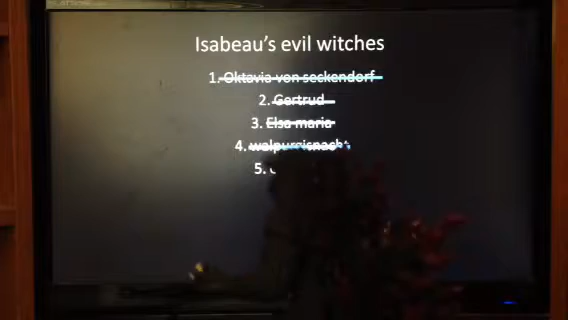 Isabeau's evil witches
1. Oktavia von seckendorf
2. Gertrud
3. Elsa maria
4. walpurgisnacht
5.